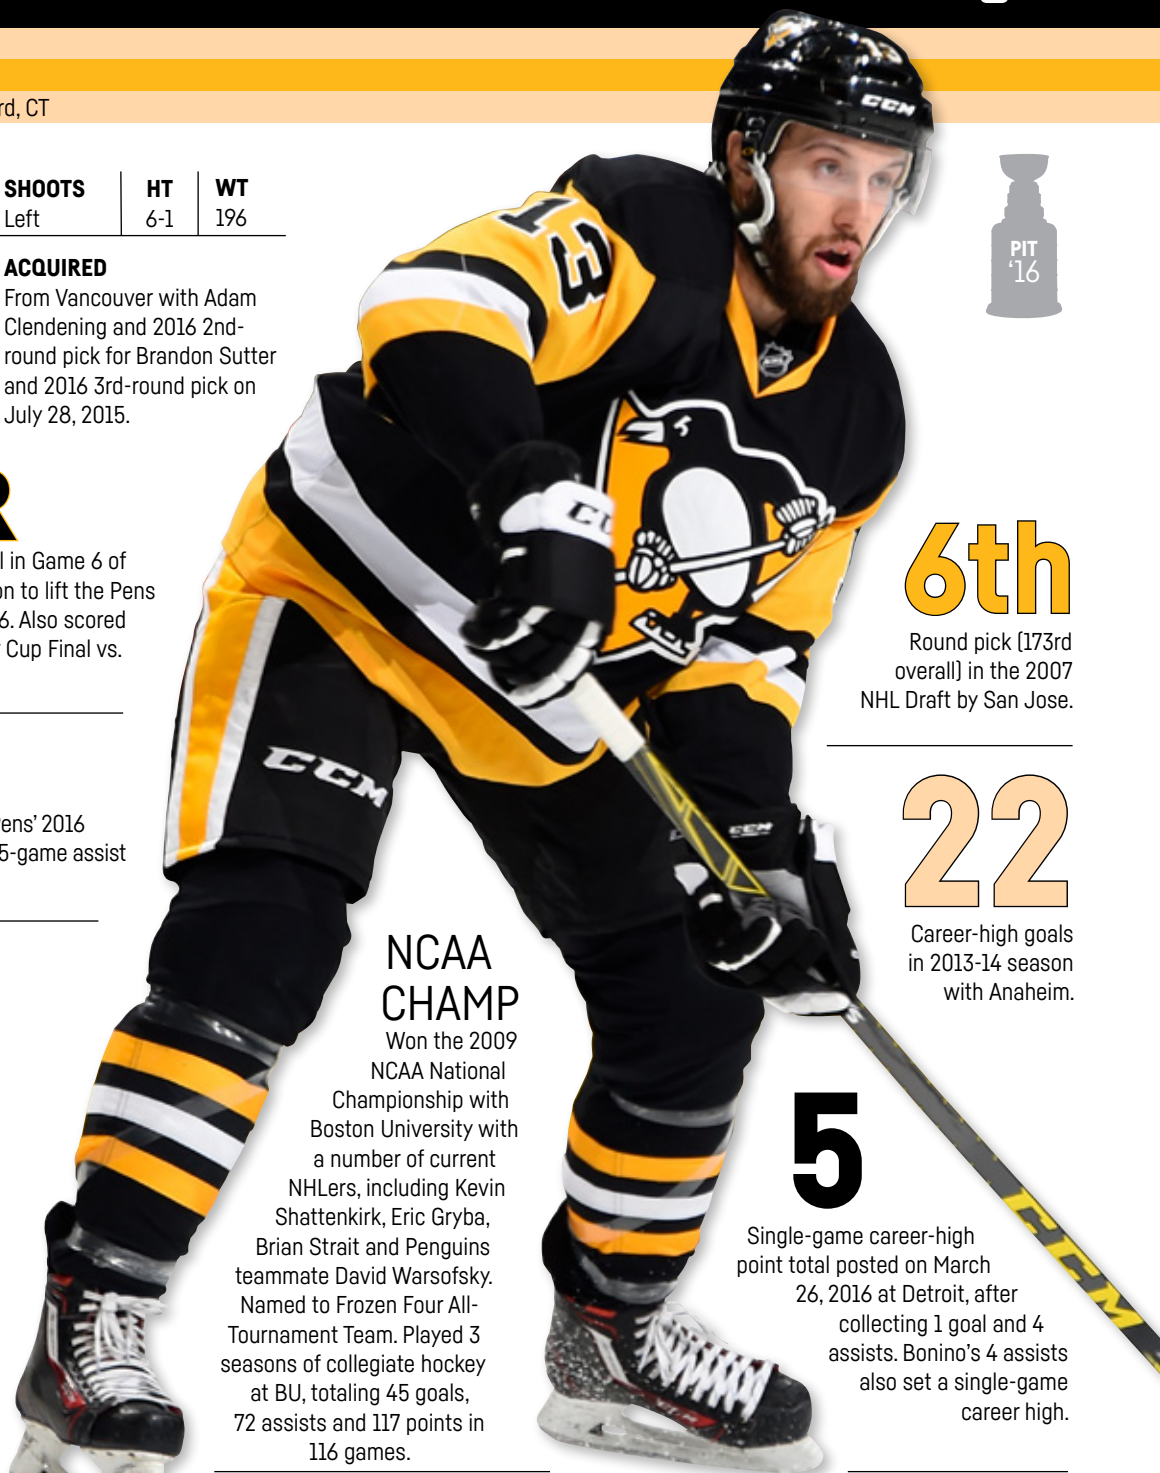 rd, CT
SHOOTS HT WT
Left 6-1 196
ACQUIRED
From Vancouver with Adam
Clendening and 2016 2nd-
round pick for Brandon Sutter
and 2016 3rd-round pick on
July 28, 2015.
R
l in Game 6 of
on to lift the Pens
6. Also scored
Cup Final vs.
Pens’ 2016
5-game assist
NCAA
CHAMP
Won the 2009
NCAA National
Championship with
Boston University with
a number of current
NHLers, including Kevin
Shattenkirk, Eric Gryba,
Brian Strait and Penguins
teammate David Warsofsky.
Named to Frozen Four All-
Tournament Team. Played 3
seasons of collegiate hockey
at BU, totaling 45 goals,
72 assists and 117 points in
116 games.
CCM
13
NHL
CC
CCM
CCM
CCM
PIT
‘16
6th
Round pick (173rd
overall) in the 2007
NHL Draft by San Jose.
22
Career-high goals
in 2013-14 season
with Anaheim.
5
Single-game career-high
point total posted on March
26, 2016 at Detroit, after
collecting 1 goal and 4
assists. Bonino’s 4 assists
also set a single-game
career high.